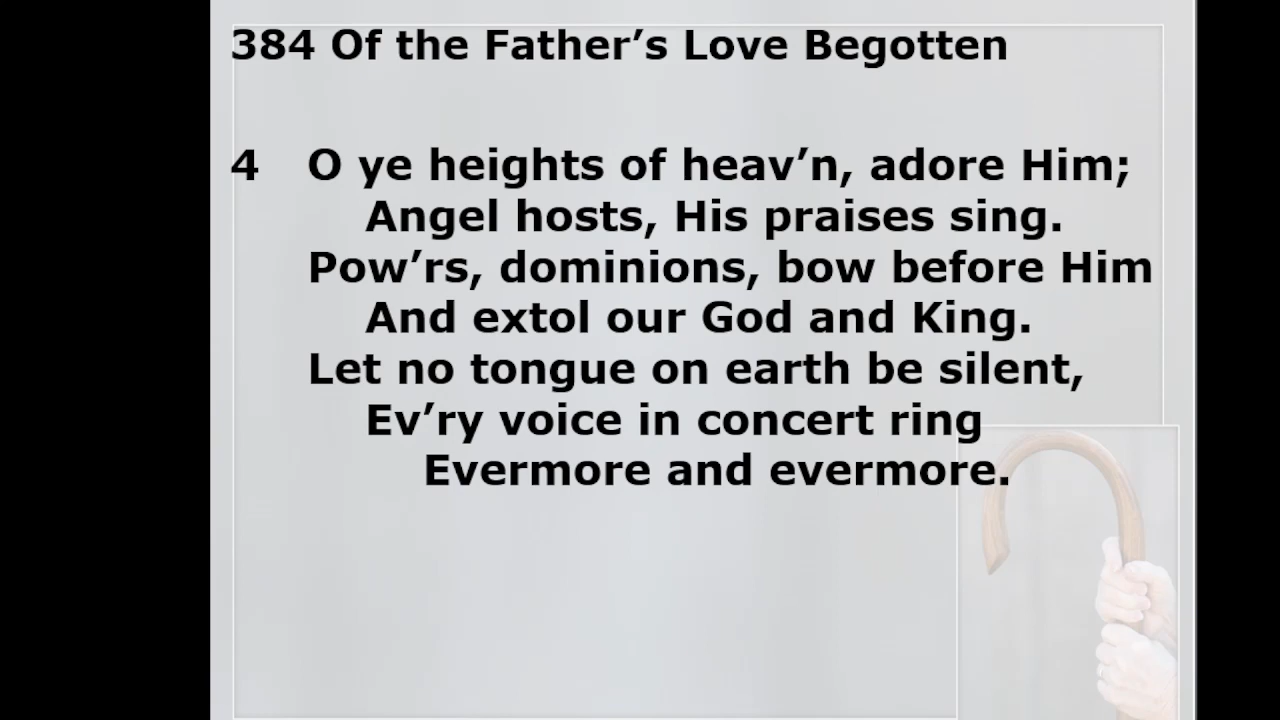 384 Of the Father’s Love Begotten
4 O ye heights of heav’n, adore Him;
Angel hosts, His praises sing.
Pow’rs, dominions, bow before Him
And extol our God and King.
Let no tongue on earth be silent,
Ev’ry voice in concert ring
Evermore and evermore.